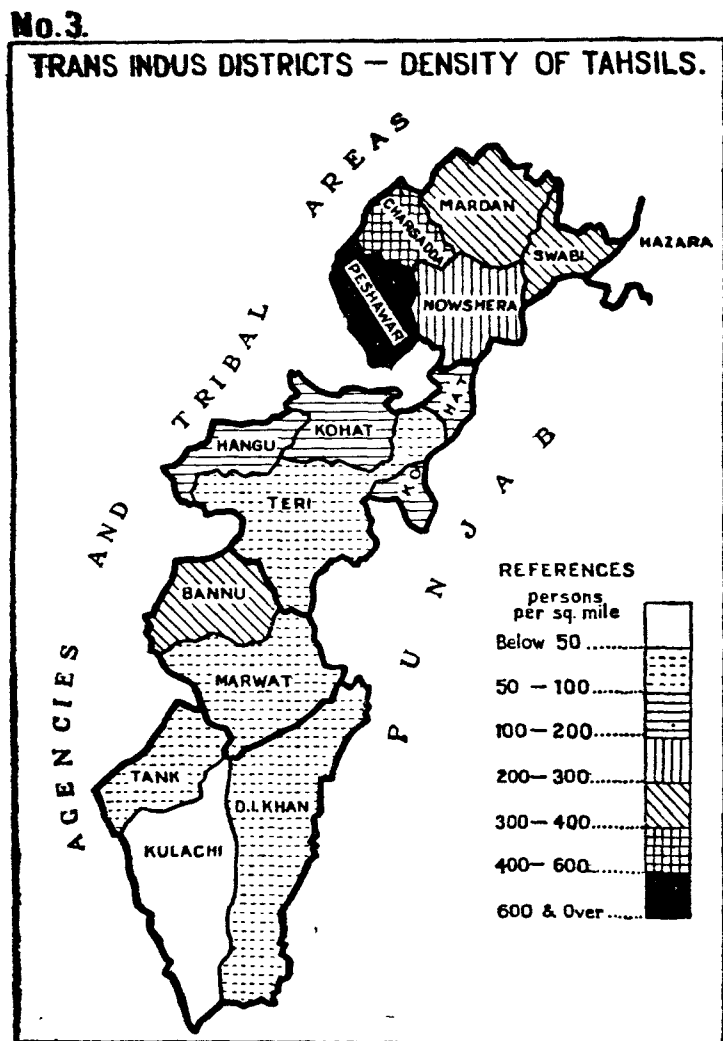 No. 3.
TRANS INDUS DISTRICTS — DENSITY OF TAHSILS.
AGENCIES AND TRIBAL AREAS
MARDAN
CHARSADDA
SWABI
HAZARA
PESHAWAR
NOWSHERA
KOHAT
HANGU
KOHAT
TERI
BANNU
MARWAT
TANK
D.I.KHAN
KULACHI
PUNJAB
REFERENCES
persons
per sq. mile
Below 50
50 — 100
100 — 200
200 — 300
300 — 400
400 — 600
600 & Over